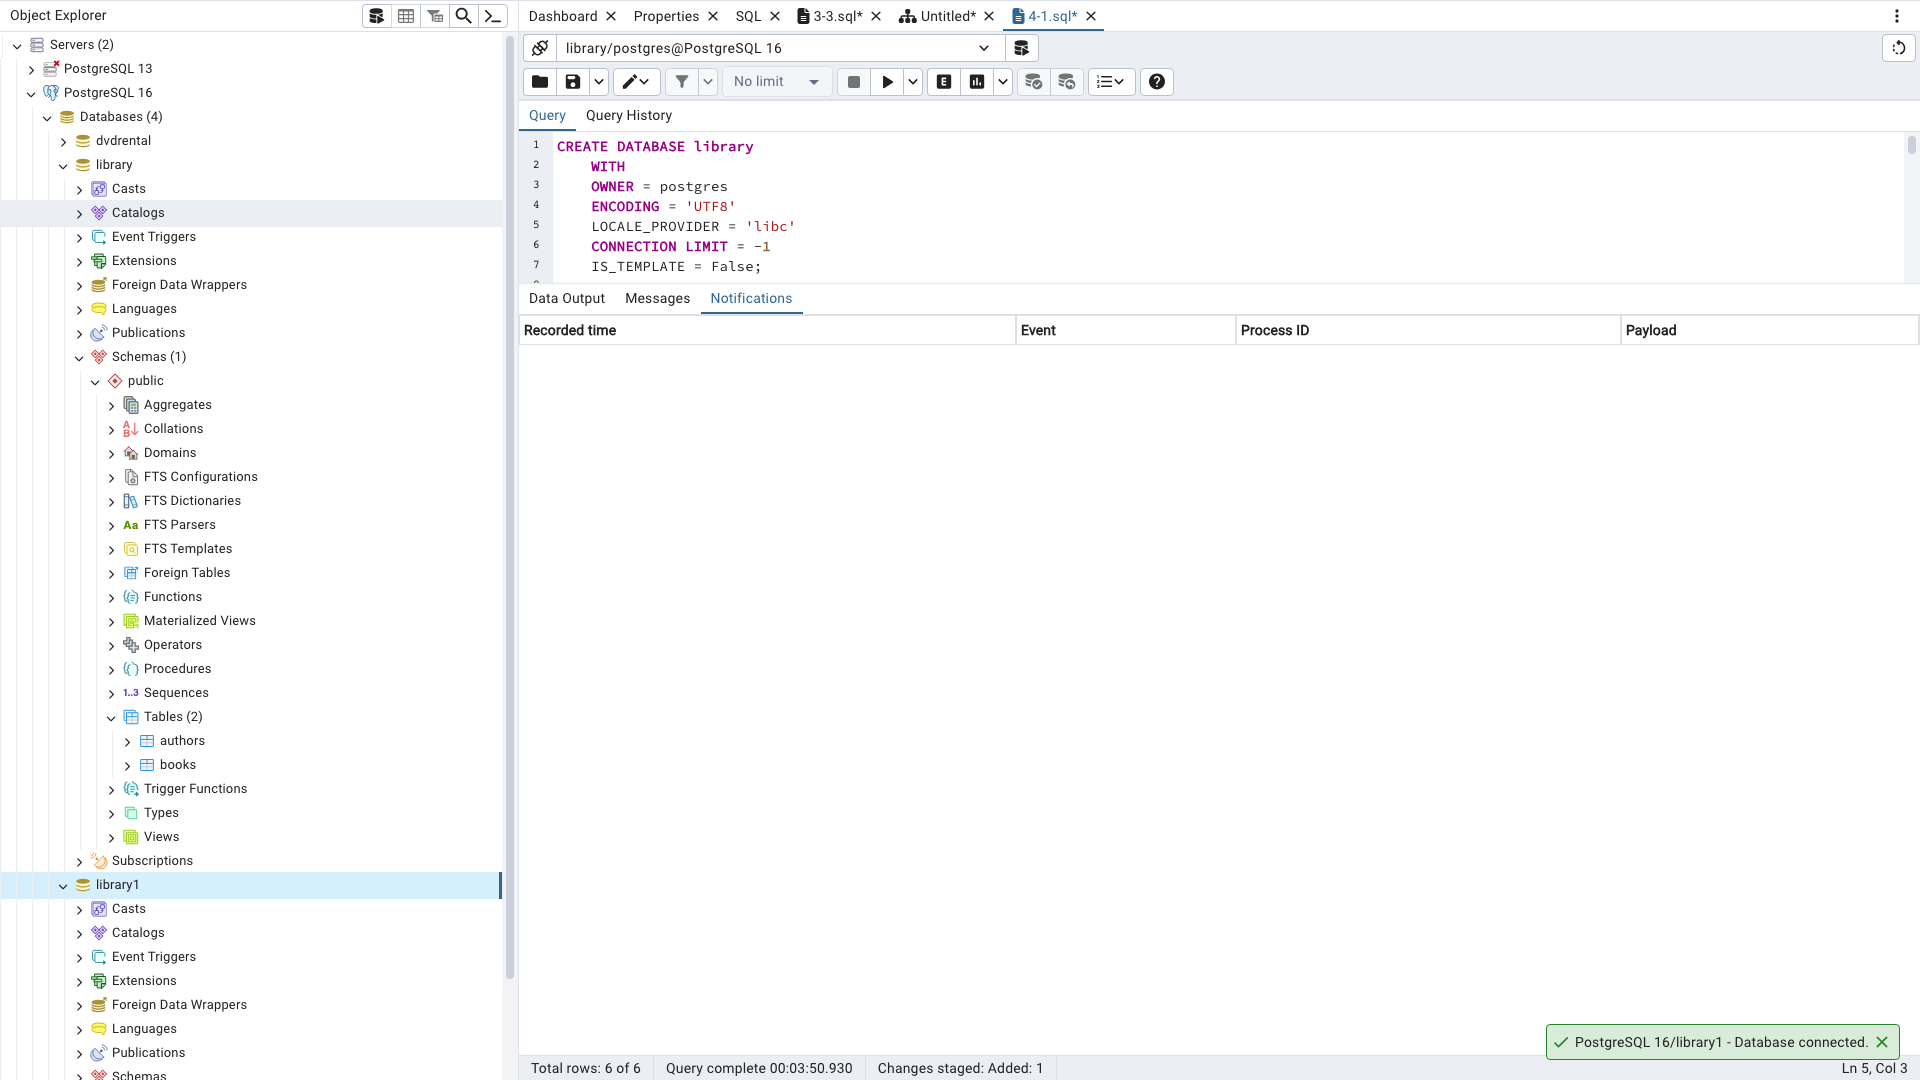 Object Explorer
Servers (2)
PostgreSQL 13
PostgreSQL 16
Databases (4)
dvdrental
library
Casts
Catalogs
Event Triggers
Extensions
Foreign Data Wrappers
Languages
Publications
Schemas (1)
public
Aggregates
Collations
Domains
FTS Configurations
FTS Dictionaries
Aa FTS Parsers
FTS Templates
Foreign Tables
Functions
Materialized Views
Operators
Procedures
1..3 Sequences
Tables (2)
authors
books
Trigger Functions
Types
Views
Subscriptions
library1
Casts
Catalogs
Event Triggers
Extensions
Foreign Data Wrappers
Languages
Publications
Schemas
Dashboard Properties SQL 3-3.sql* Untitled* 4-1.sql*
library/postgres@PostgreSQL 16
No limit E
Query Query History
1 CREATE DATABASE library
2 WITH
3 OWNER = postgres
4 ENCODING = 'UTF8'
5 LOCALE_PROVIDER = 'libc'
6 CONNECTION LIMIT = -1
7 IS_TEMPLATE = False;
Data Output Messages Notifications
Recorded time Event Process ID Payload
PostgreSQL 16/library1 - Database connected.
Total rows: 6 of 6 Query complete 00:03:50.930 Changes staged: Added: 1 Ln 5, Col 3